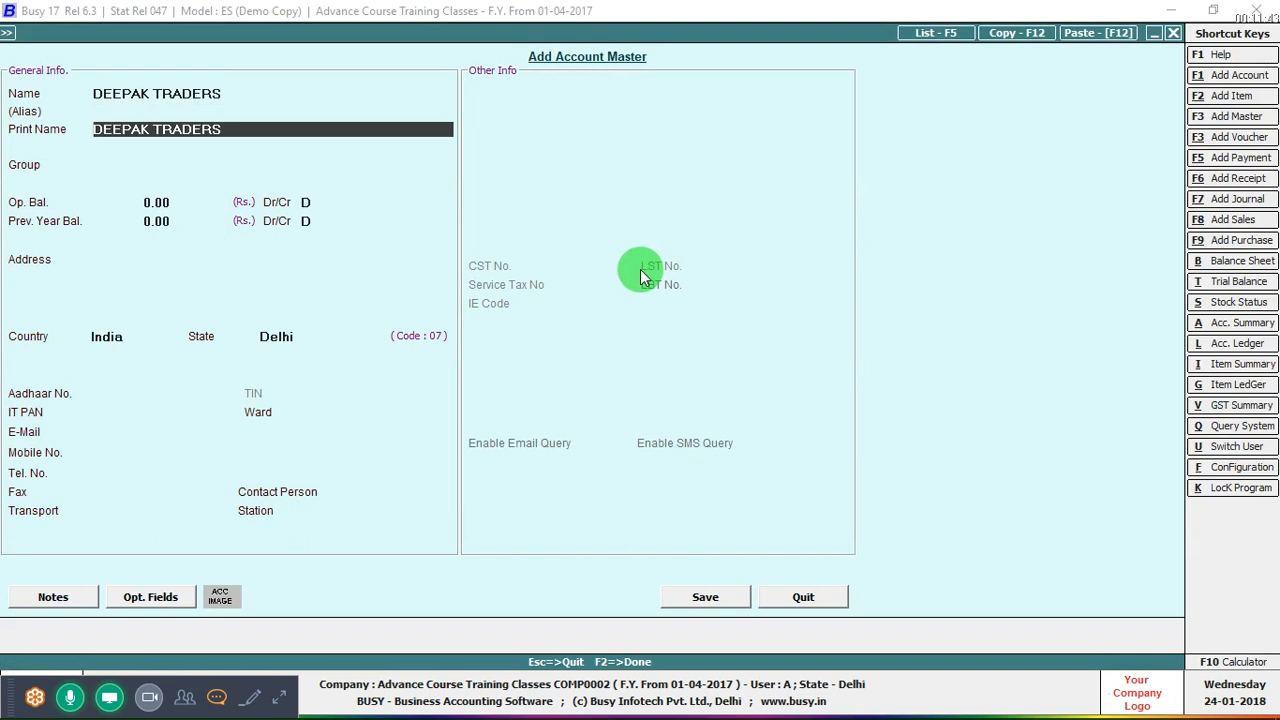 Busy 17 Rel 6.3 | Stat Rel 047 | Model : ES (Demo Copy) | Advance Course Training Classes - F.Y. From 01-04-2017
00:11:43
>>
List - F5
Copy - F12
Paste - [F12]
Shortcut Keys
Add Account Master
General Info.
Other Info
Name DEEPAK TRADERS
(Alias)
Print Name DEEPAK TRADERS
Group
Op. Bal. 0.00 (Rs.) Dr/Cr D
Prev. Year Bal. 0.00 (Rs.) Dr/Cr D
Address
Country India State Delhi ( Code : 07 )
Aadhaar No. TIN
IT PAN Ward
E-Mail
Mobile No.
Tel. No.
Fax Contact Person
Transport Station
CST No. LST No.
Service Tax No No.
IE Code
Enable Email Query Enable SMS Query
Notes
Opt. Fields
ACC
IMAGE
Save
Quit
Esc=>Quit F2=>Done
F1 Help
F1 Add Account
F2 Add Item
F3 Add Master
F3 Add Voucher
F5 Add Payment
F6 Add Receipt
F7 Add Journal
F8 Add Sales
F9 Add Purchase
B Balance Sheet
T Trial Balance
S Stock Status
A Acc. Summary
L Acc. Ledger
I Item Summary
G Item LedGer
V GST Summary
Q Query System
U Switch User
F ConFiguration
K LocK Program
F10 Calculator
Company : Advance Course Training Classes COMP0002 ( F.Y. From 01-04-2017 ) - User : A ; State - Delhi
BUSY - Business Accounting Software ; (c) Busy Infotech Pvt. Ltd., Delhi ; www.busy.in
Your
Company
Logo
Wednesday
24-01-2018